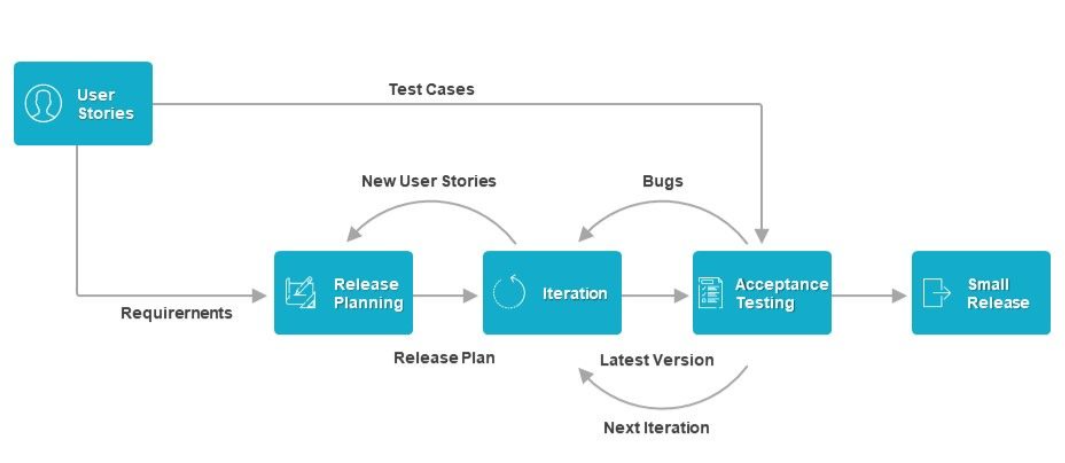 User
Stories
Test Cases
New User Stories
Bugs
Release
Planning
Iteration
Acceptance
Testing
Small
Release
Requirernents
Release Plan
Latest Version
Next Iteration